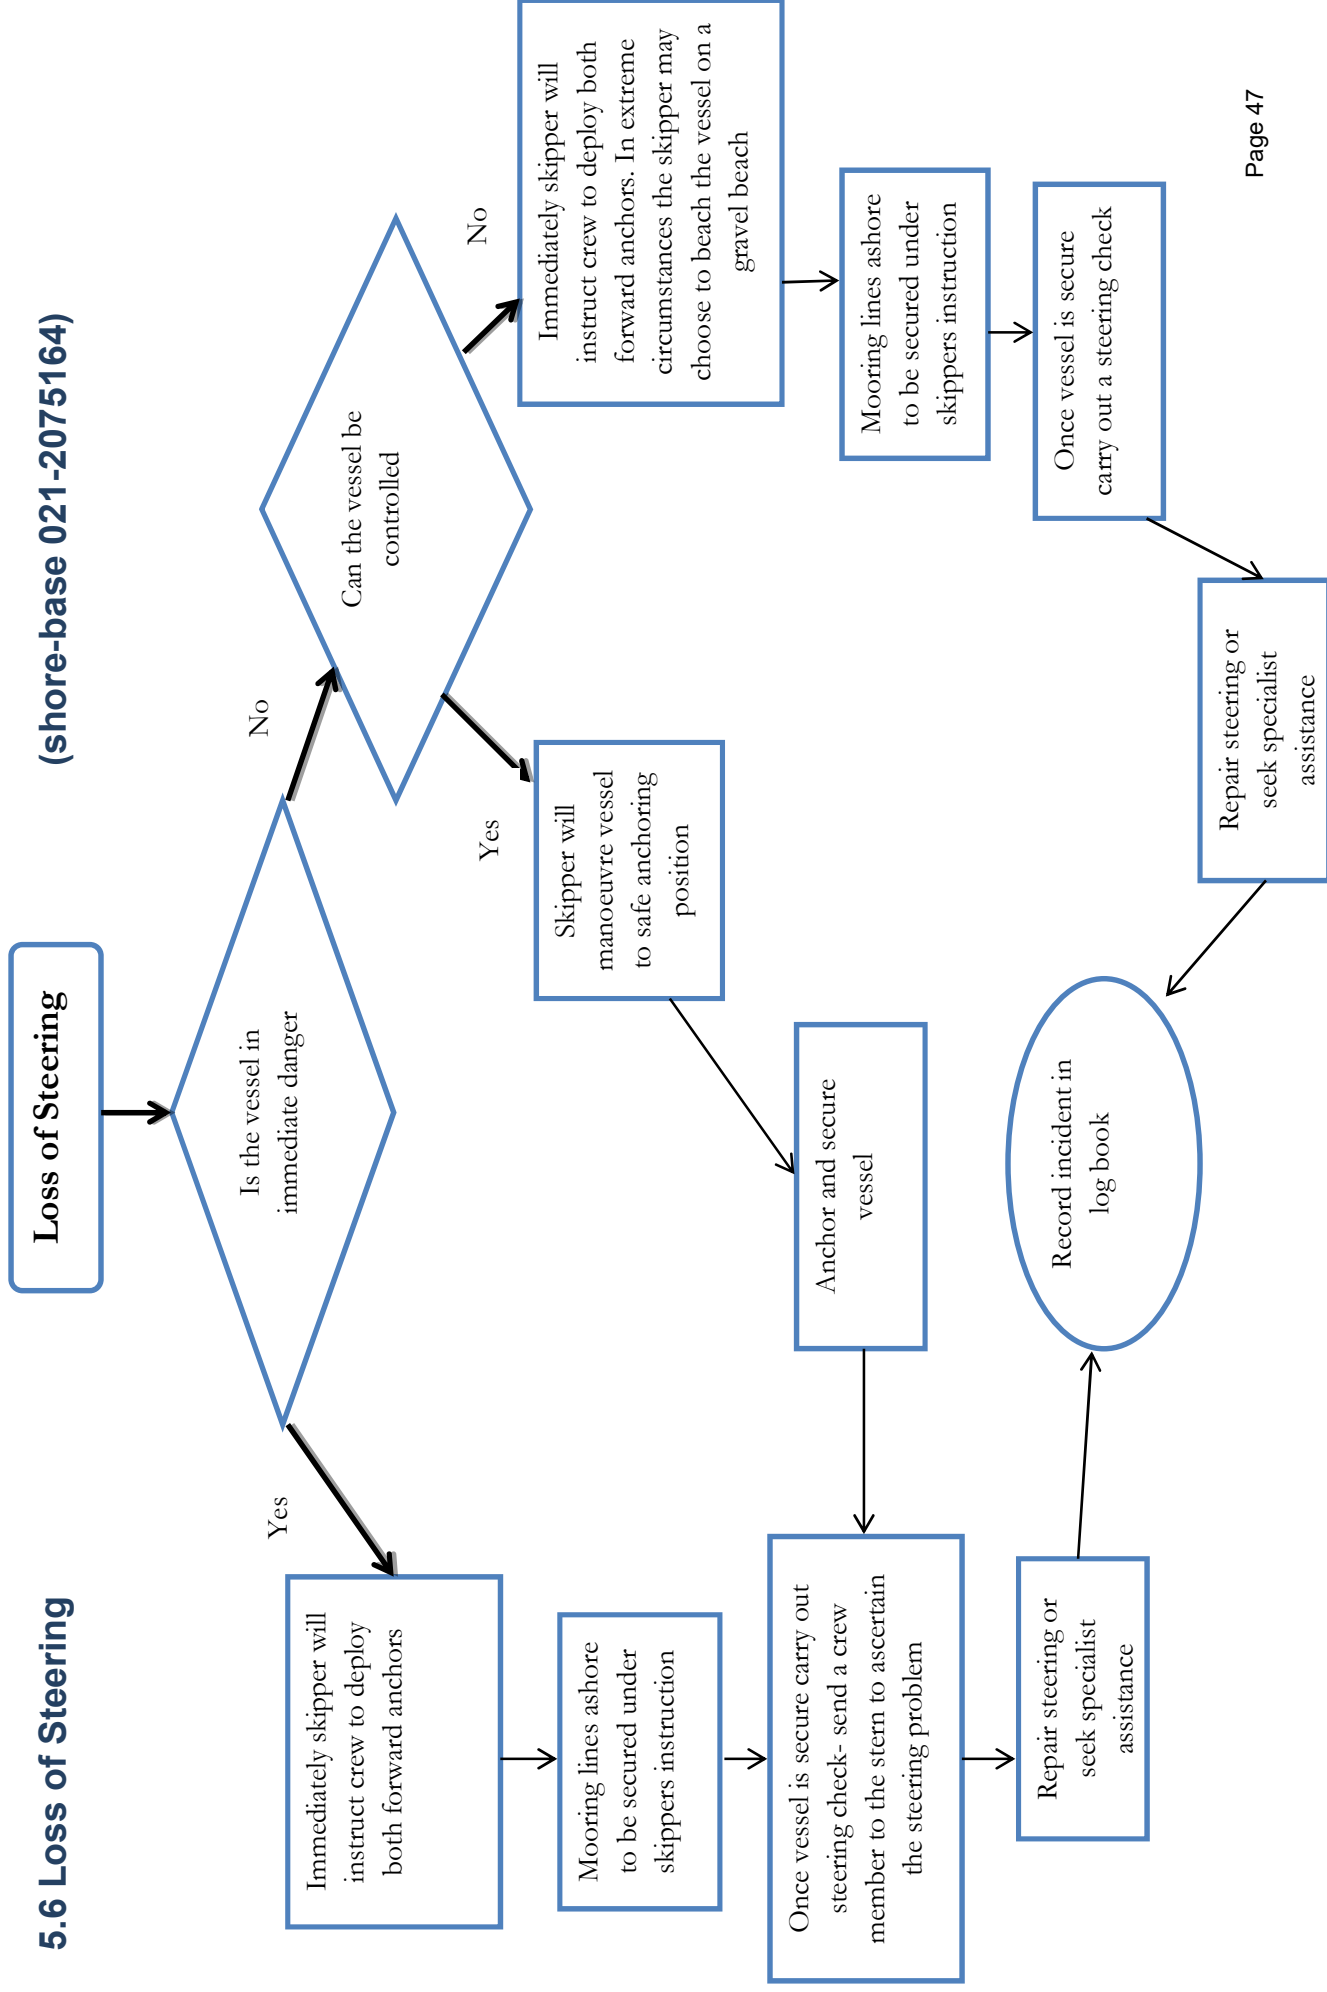 5.6 Loss of Steering
(shore-base 021-2075164)
Loss of Steering
Is the vessel in
immediate danger
Yes
No
Can the vessel be
controlled
Yes
No
Immediately skipper will
instruct crew to deploy
both forward anchors
Skipper will
manoeuvre vessel
to safe anchoring
position
Immediately skipper will
instruct crew to deploy both
forward anchors. In extreme
circumstances the skipper may
choose to beach the vessel on a
gravel beach
Mooring lines ashore
to be secured under
skippers instruction
Anchor and secure
vessel
Mooring lines ashore
to be secured under
skippers instruction
Once vessel is secure carry out
steering check- send a crew
member to the stern to ascertain
the steering problem
Once vessel is secure
carry out a steering check
Repair steering or
seek specialist
assistance
Record incident in
log book
Repair steering or
seek specialist
assistance
Page 47